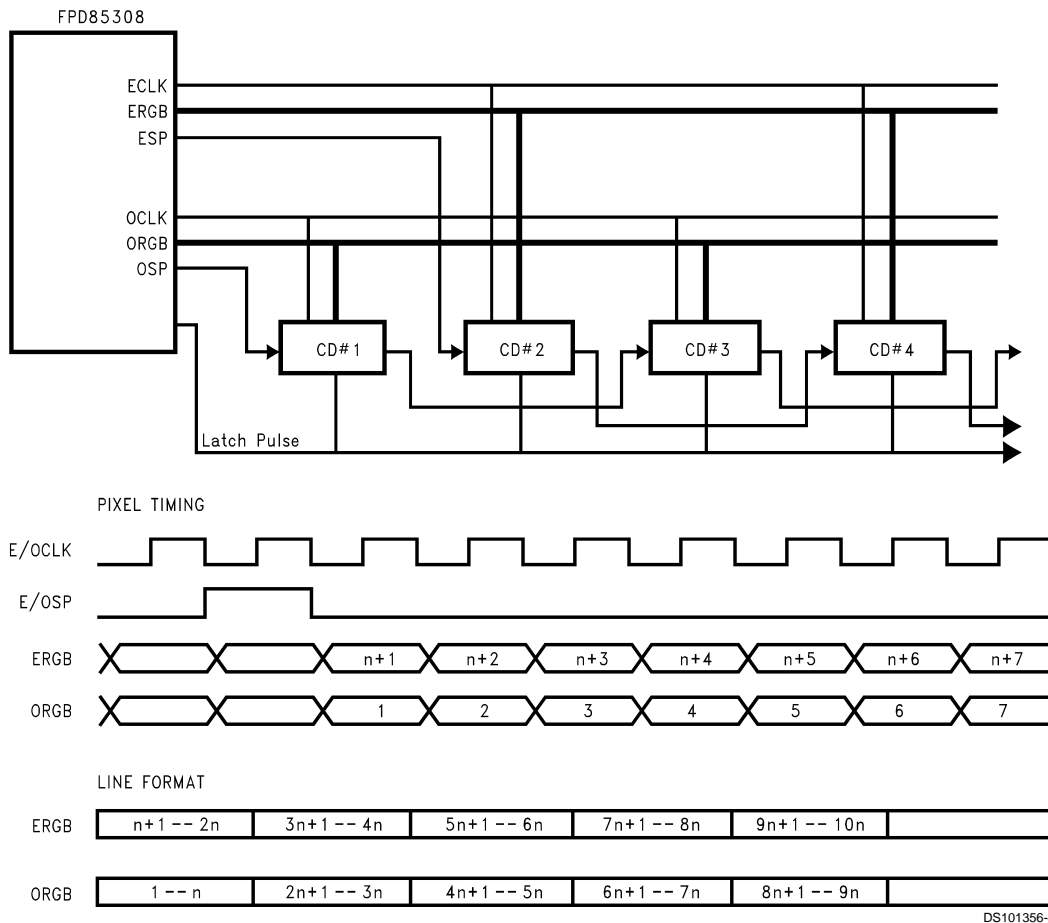 FPD85308
ECLK
ERGB
ESP
OCLK
ORGB
OSP
CD#1 CD#2 CD#3 CD#4
Latch Pulse
PIXEL TIMING
E/OCLK
E/OSP
ERGB n+1 n+2 n+3 n+4 n+5 n+6 n+7
ORGB 1 2 3 4 5 6 7
LINE FORMAT
ERGB n+1 -- 2n 3n+1 -- 4n 5n+1 -- 6n 7n+1 -- 8n 9n+1 -- 10n
ORGB 1 -- n 2n+1 -- 3n 4n+1 -- 5n 6n+1 -- 7n 8n+1 -- 9n
DS101356-